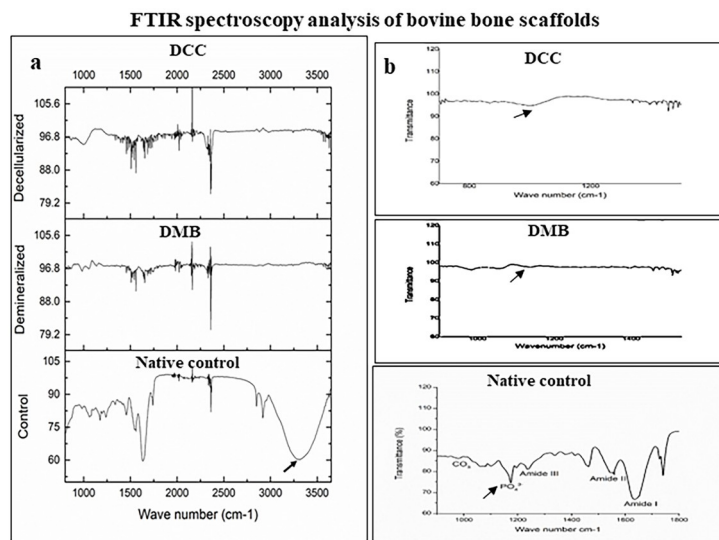 FTIR spectroscopy analysis of bovine bone scaffolds
a
DCC
1000 1500 2000 2500 3000 3500
Decellularized
105.6
96.8
88.0
79.2
DMB
Demineralized
105.6
96.8
88.0
79.2
Native control
Control
105
90
75
60
1000 1500 2000 2500 3000 3500
Wave number (cm-1)
b
DCC
Transmittance
120
110
100
90
80
70
60
800 1200
Wave number (cm-1)
DMB
Transmittance
120
110
100
90
80
70
60
1000 1200 1400
Wavenumber (cm-1)
Native control
Transmittance (%)
120
110
100
90
80
70
60
CO₃
PO₄³
Amide III
Amide II
Amide I
1000 1200 1400 1600 1800
Wave number cm-1